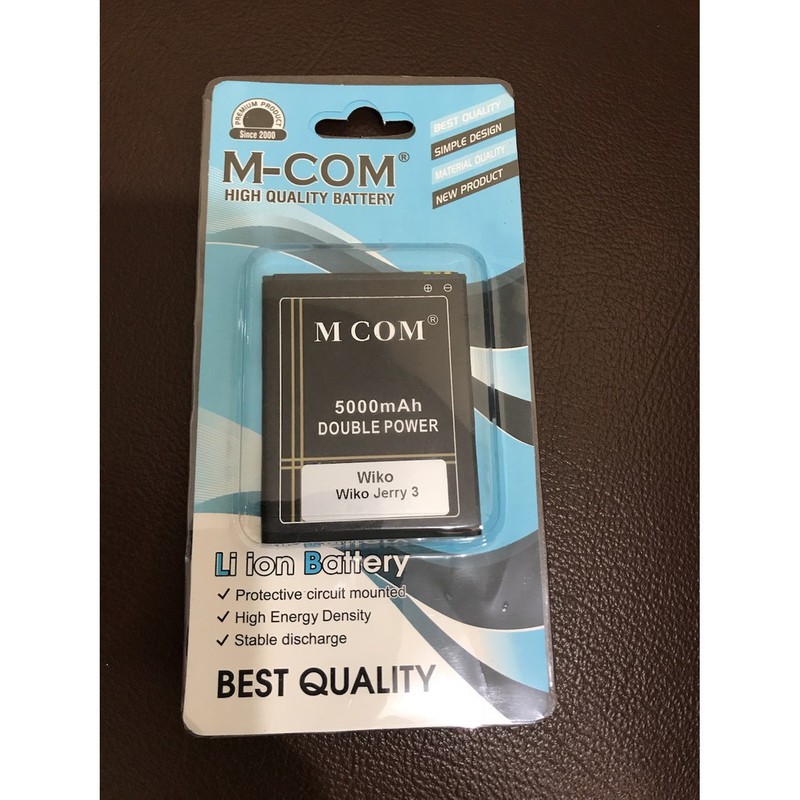 PREMIUM PRODUCT
Since 2000
M-COM®
HIGH QUALITY BATTERY
BEST QUALITY
SIMPLE DESIGN
MATERIAL QUALITY
NEW PRODUCT
⊕ ⊖
M COM®
5000mAh
DOUBLE POWER
Wiko
Wiko Jerry 3
Li ion Battery
✓ Protective circuit mounted
✓ High Energy Density
✓ Stable discharge
BEST QUALITY